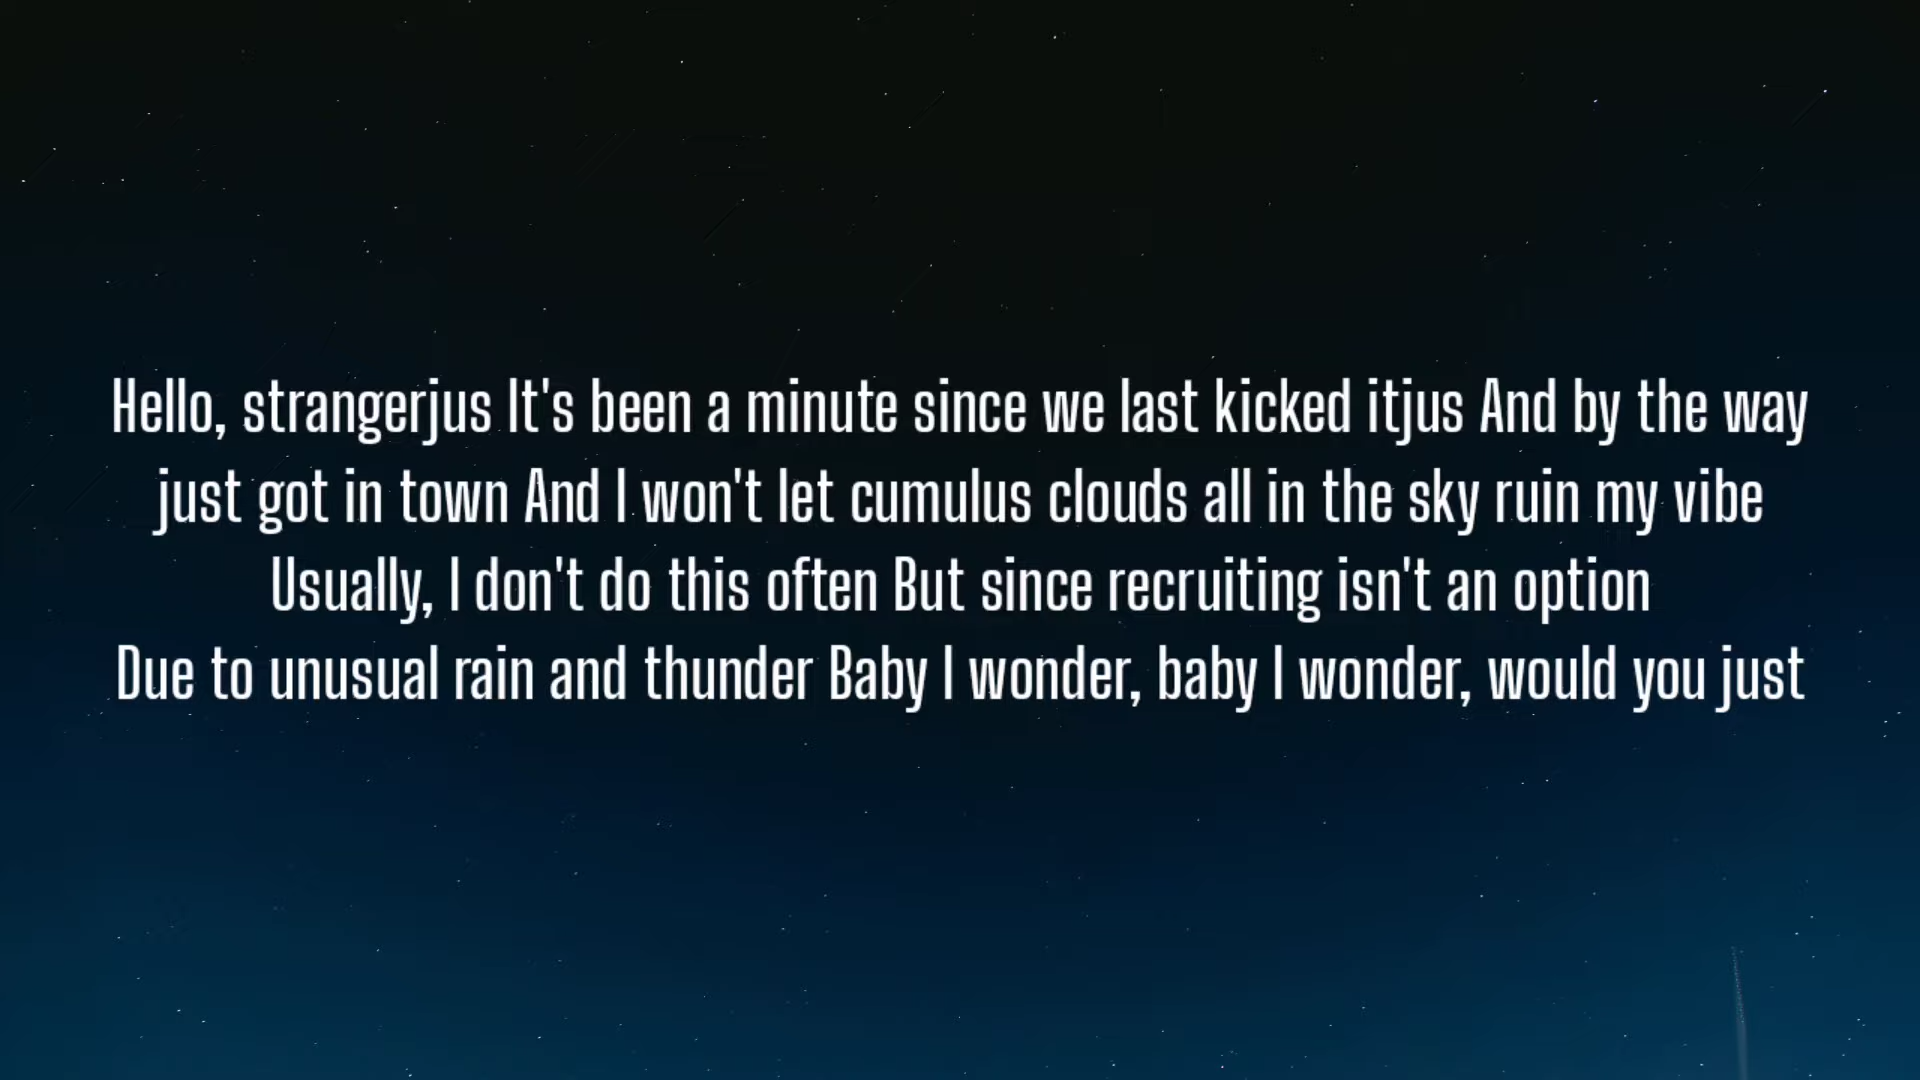 Hello, strangerjus It's been a minute since we last kicked itjus And by the way
just got in town And I won't let cumulus clouds all in the sky ruin my vibe
Usually, I don't do this often But since recruiting isn't an option
Due to unusual rain and thunder Baby I wonder, baby I wonder, would you just